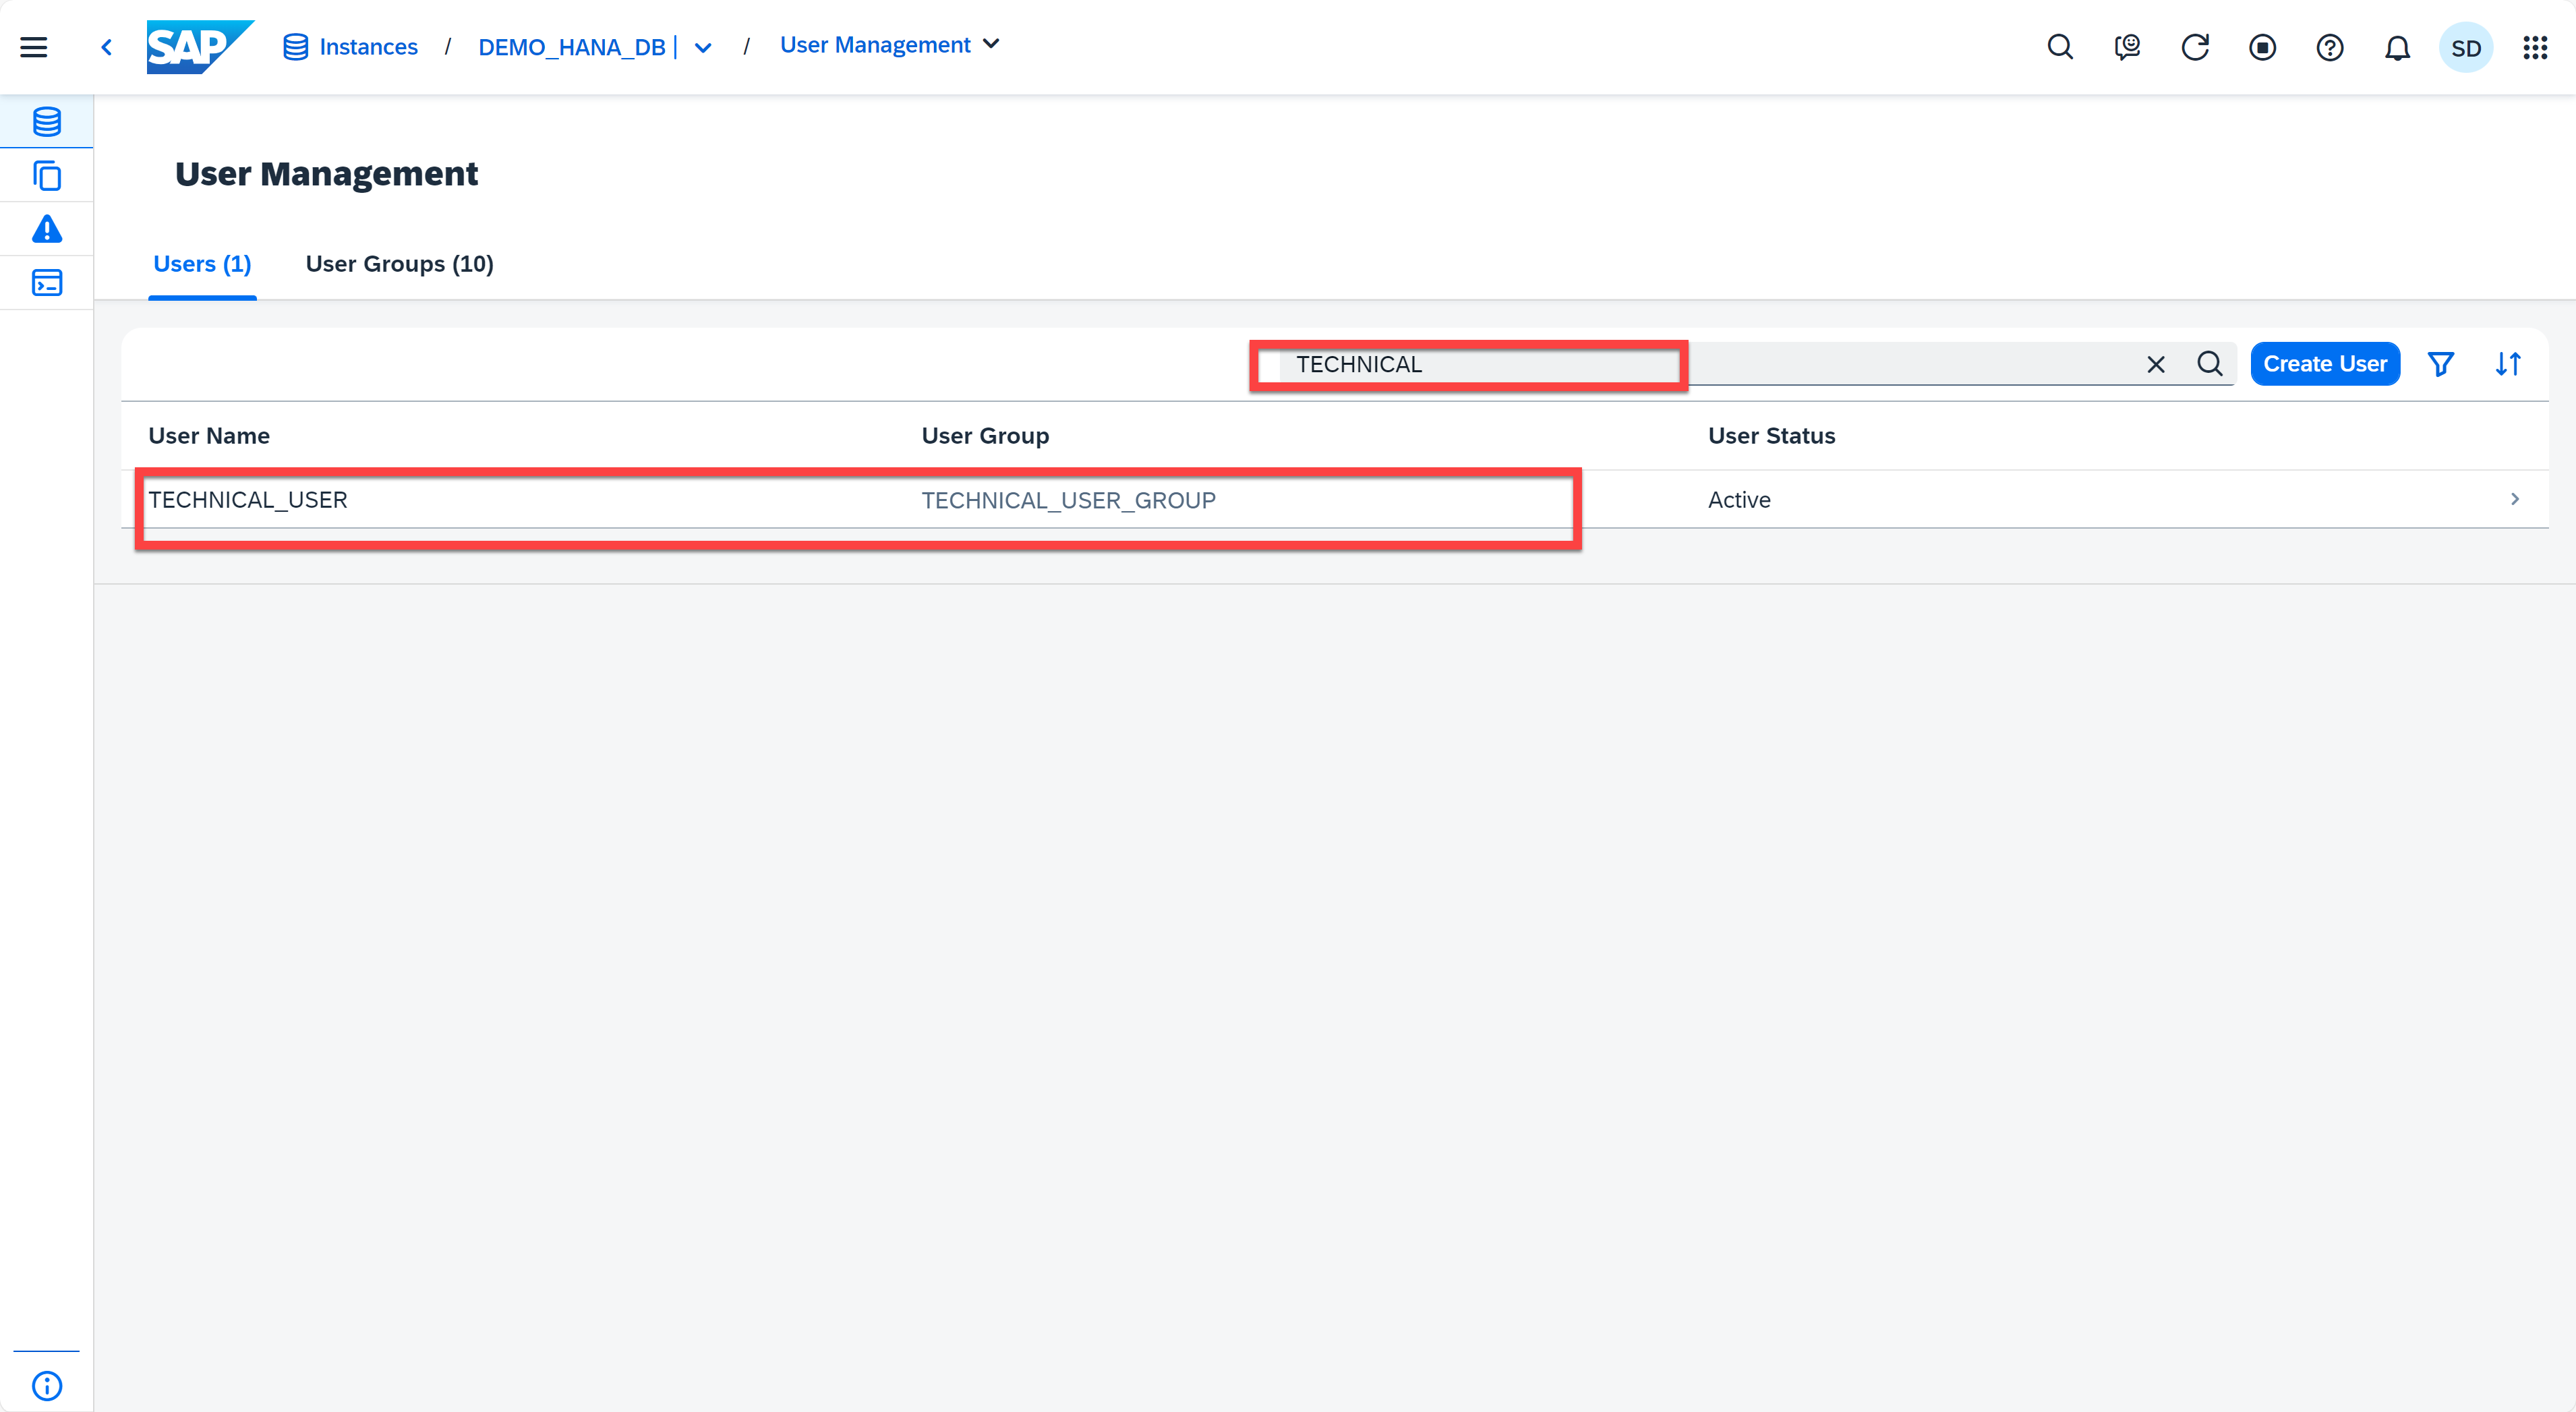 SAP Instances / DEMO_HANA_DB | / User Management SD
User Management
Users (1) User Groups (10)
TECHNICAL Create User
User Name User Group User Status
TECHNICAL_USER TECHNICAL_USER_GROUP Active